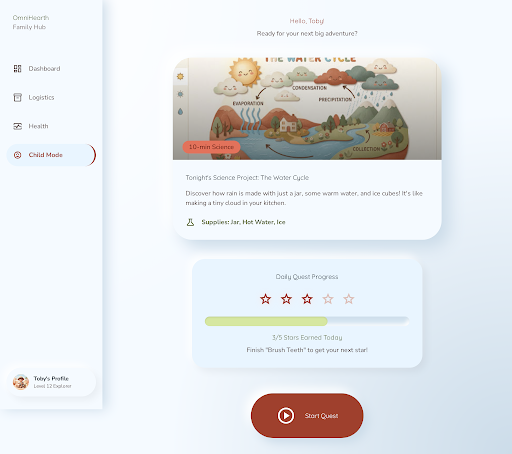 OmniHearth
Family Hub
Dashboard
Logistics
Health
Child Mode
Toby's Profile
Level 12 Explorer
Hello, Toby!
Ready for your next big adventure?
THE WATER CYCLE
CONDENSATION
EVAPORATION
PRECIPITATION
COLLECTION
10-min Science
Tonight's Science Project: The Water Cycle
Discover how rain is made with just a jar, some warm water, and ice cubes! It's like
making a tiny cloud in your kitchen.
Supplies: Jar, Hot Water, Ice
Daily Quest Progress
3/5 Stars Earned Today
Finish "Brush Teeth" to get your next star!
Start Quest